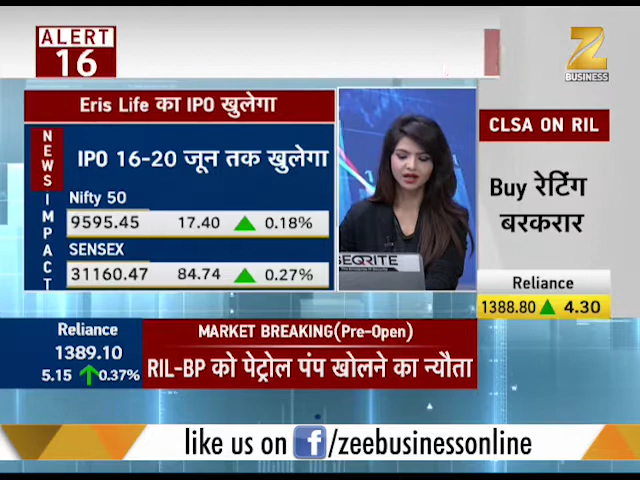 ALERT
16
Z
BUSINESS
Eris Life का IPO खुलेगा
NEWS IMPACT
IPO 16-20 जून तक खुलेगा
Nifty 50
9595.45 17.40 0.18%
SENSEX
31160.47 84.74 0.27%
SEQRITE
CLSA ON RIL
Buy रेटिंग
बरकरार
Reliance
1388.80 4.30
Reliance
1389.10
5.15 0.37%
MARKET BREAKING(Pre-Open)
RIL-BP को पेट्रोल पंप खोलने का न्यौता
like us on f/zeebusinessonline